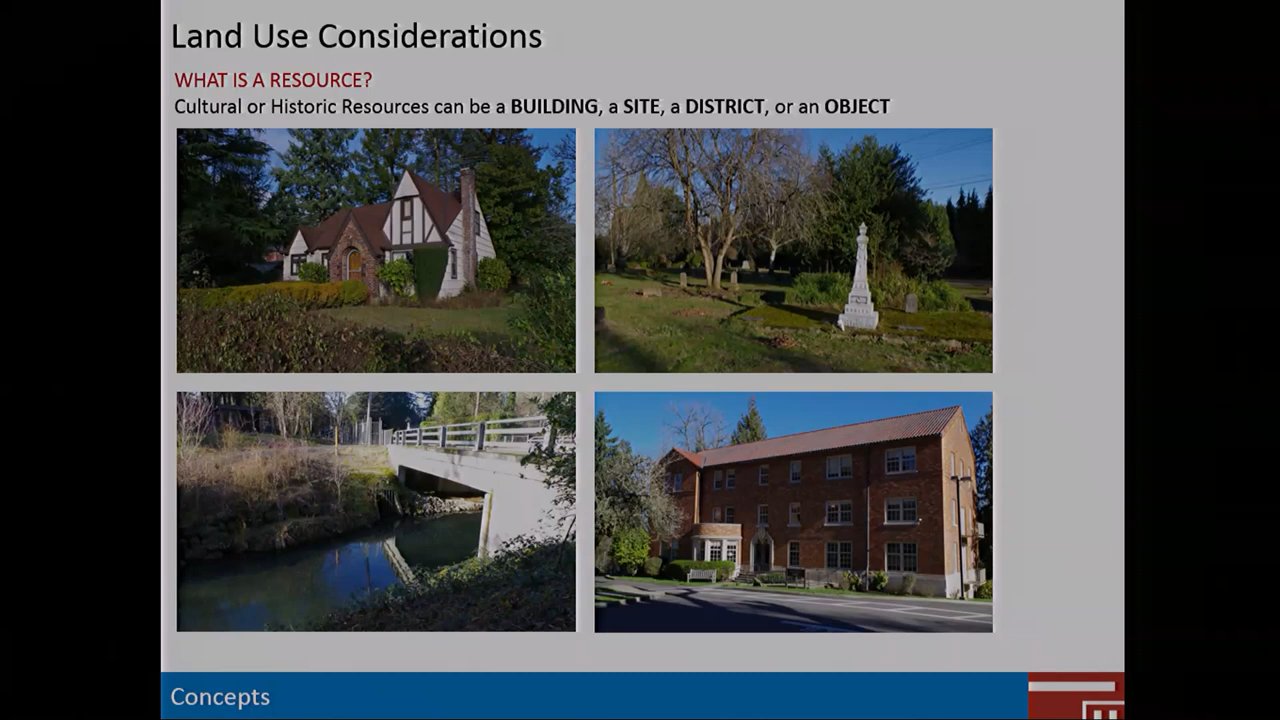 Land Use Considerations
WHAT IS A RESOURCE?
Cultural or Historic Resources can be a BUILDING, a SITE, a DISTRICT, or an OBJECT
Concepts